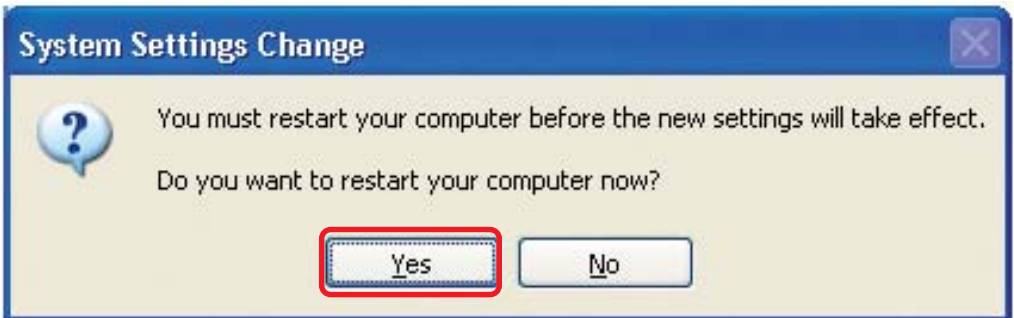 System Settings Change
You must restart your computer before the new settings will take effect.
Do you want to restart your computer now?
Yes
No